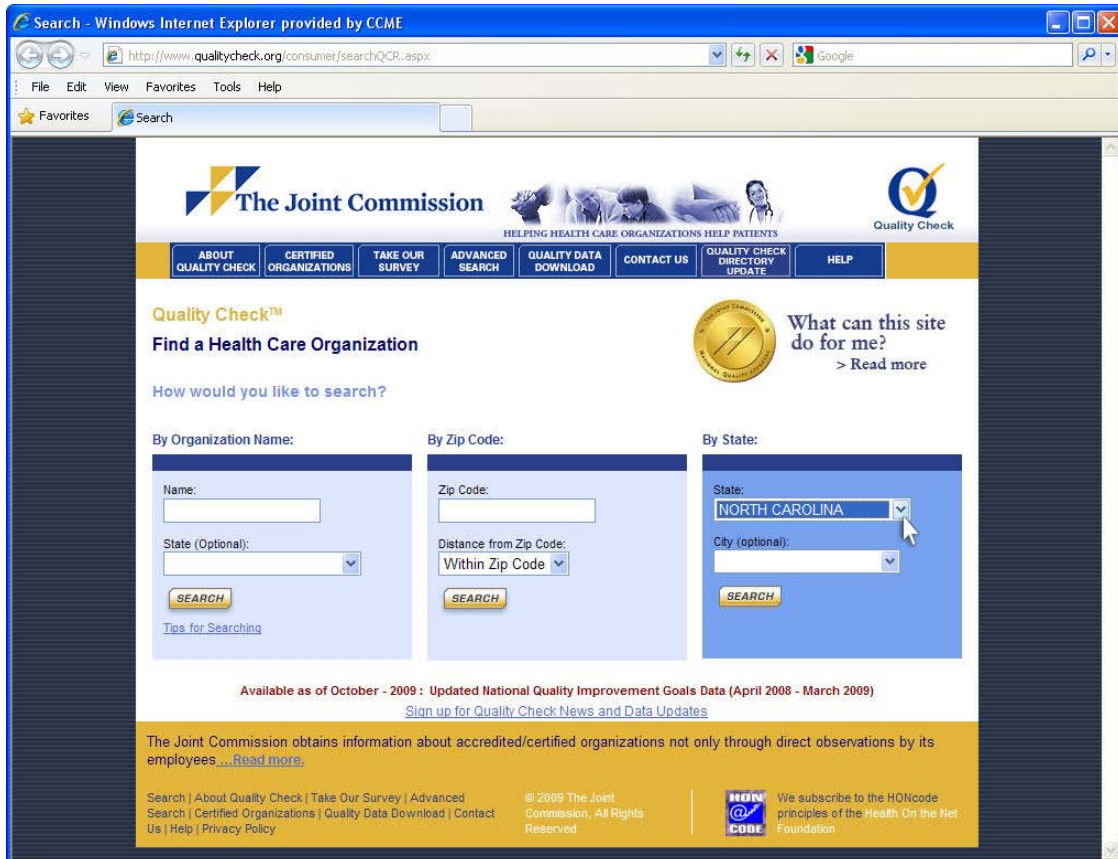 Search - Windows Internet Explorer provided by CCME
http://www.qualitycheck.org/consumer/searchQCR.aspx
Google
File Edit View Favorites Tools Help
Favorites
Search
The Joint Commission
HELPING HEALTH CARE ORGANIZATIONS HELP PATIENTS
Quality Check
ABOUT QUALITY CHECK
CERTIFIED ORGANIZATIONS
TAKE OUR SURVEY
ADVANCED SEARCH
QUALITY DATA DOWNLOAD
CONTACT US
QUALITY CHECK DIRECTORY UPDATE
HELP
Quality Check™
Find a Health Care Organization
How would you like to search?
The Joint Commission
National Quality Approval
What can this site
do for me?
> Read more
By Organization Name:
Name:
State (Optional):
SEARCH
Tips for Searching
By Zip Code:
Zip Code:
Distance from Zip Code:
Within Zip Code
SEARCH
By State:
State:
NORTH CAROLINA
City (optional):
SEARCH
Available as of October - 2009 : Updated National Quality Improvement Goals Data (April 2008 - March 2009)
Sign up for Quality Check News and Data Updates
The Joint Commission obtains information about accredited/certified organizations not only through direct observations by its
employees ...Read more.
Search | About Quality Check | Take Our Survey | Advanced
Search | Certified Organizations | Quality Data Download | Contact
Us | Help | Privacy Policy
© 2009 The Joint
Commission, All Rights
Reserved
HON
@
CODE
We subscribe to the HONcode
principles of the Health On the Net
Foundation